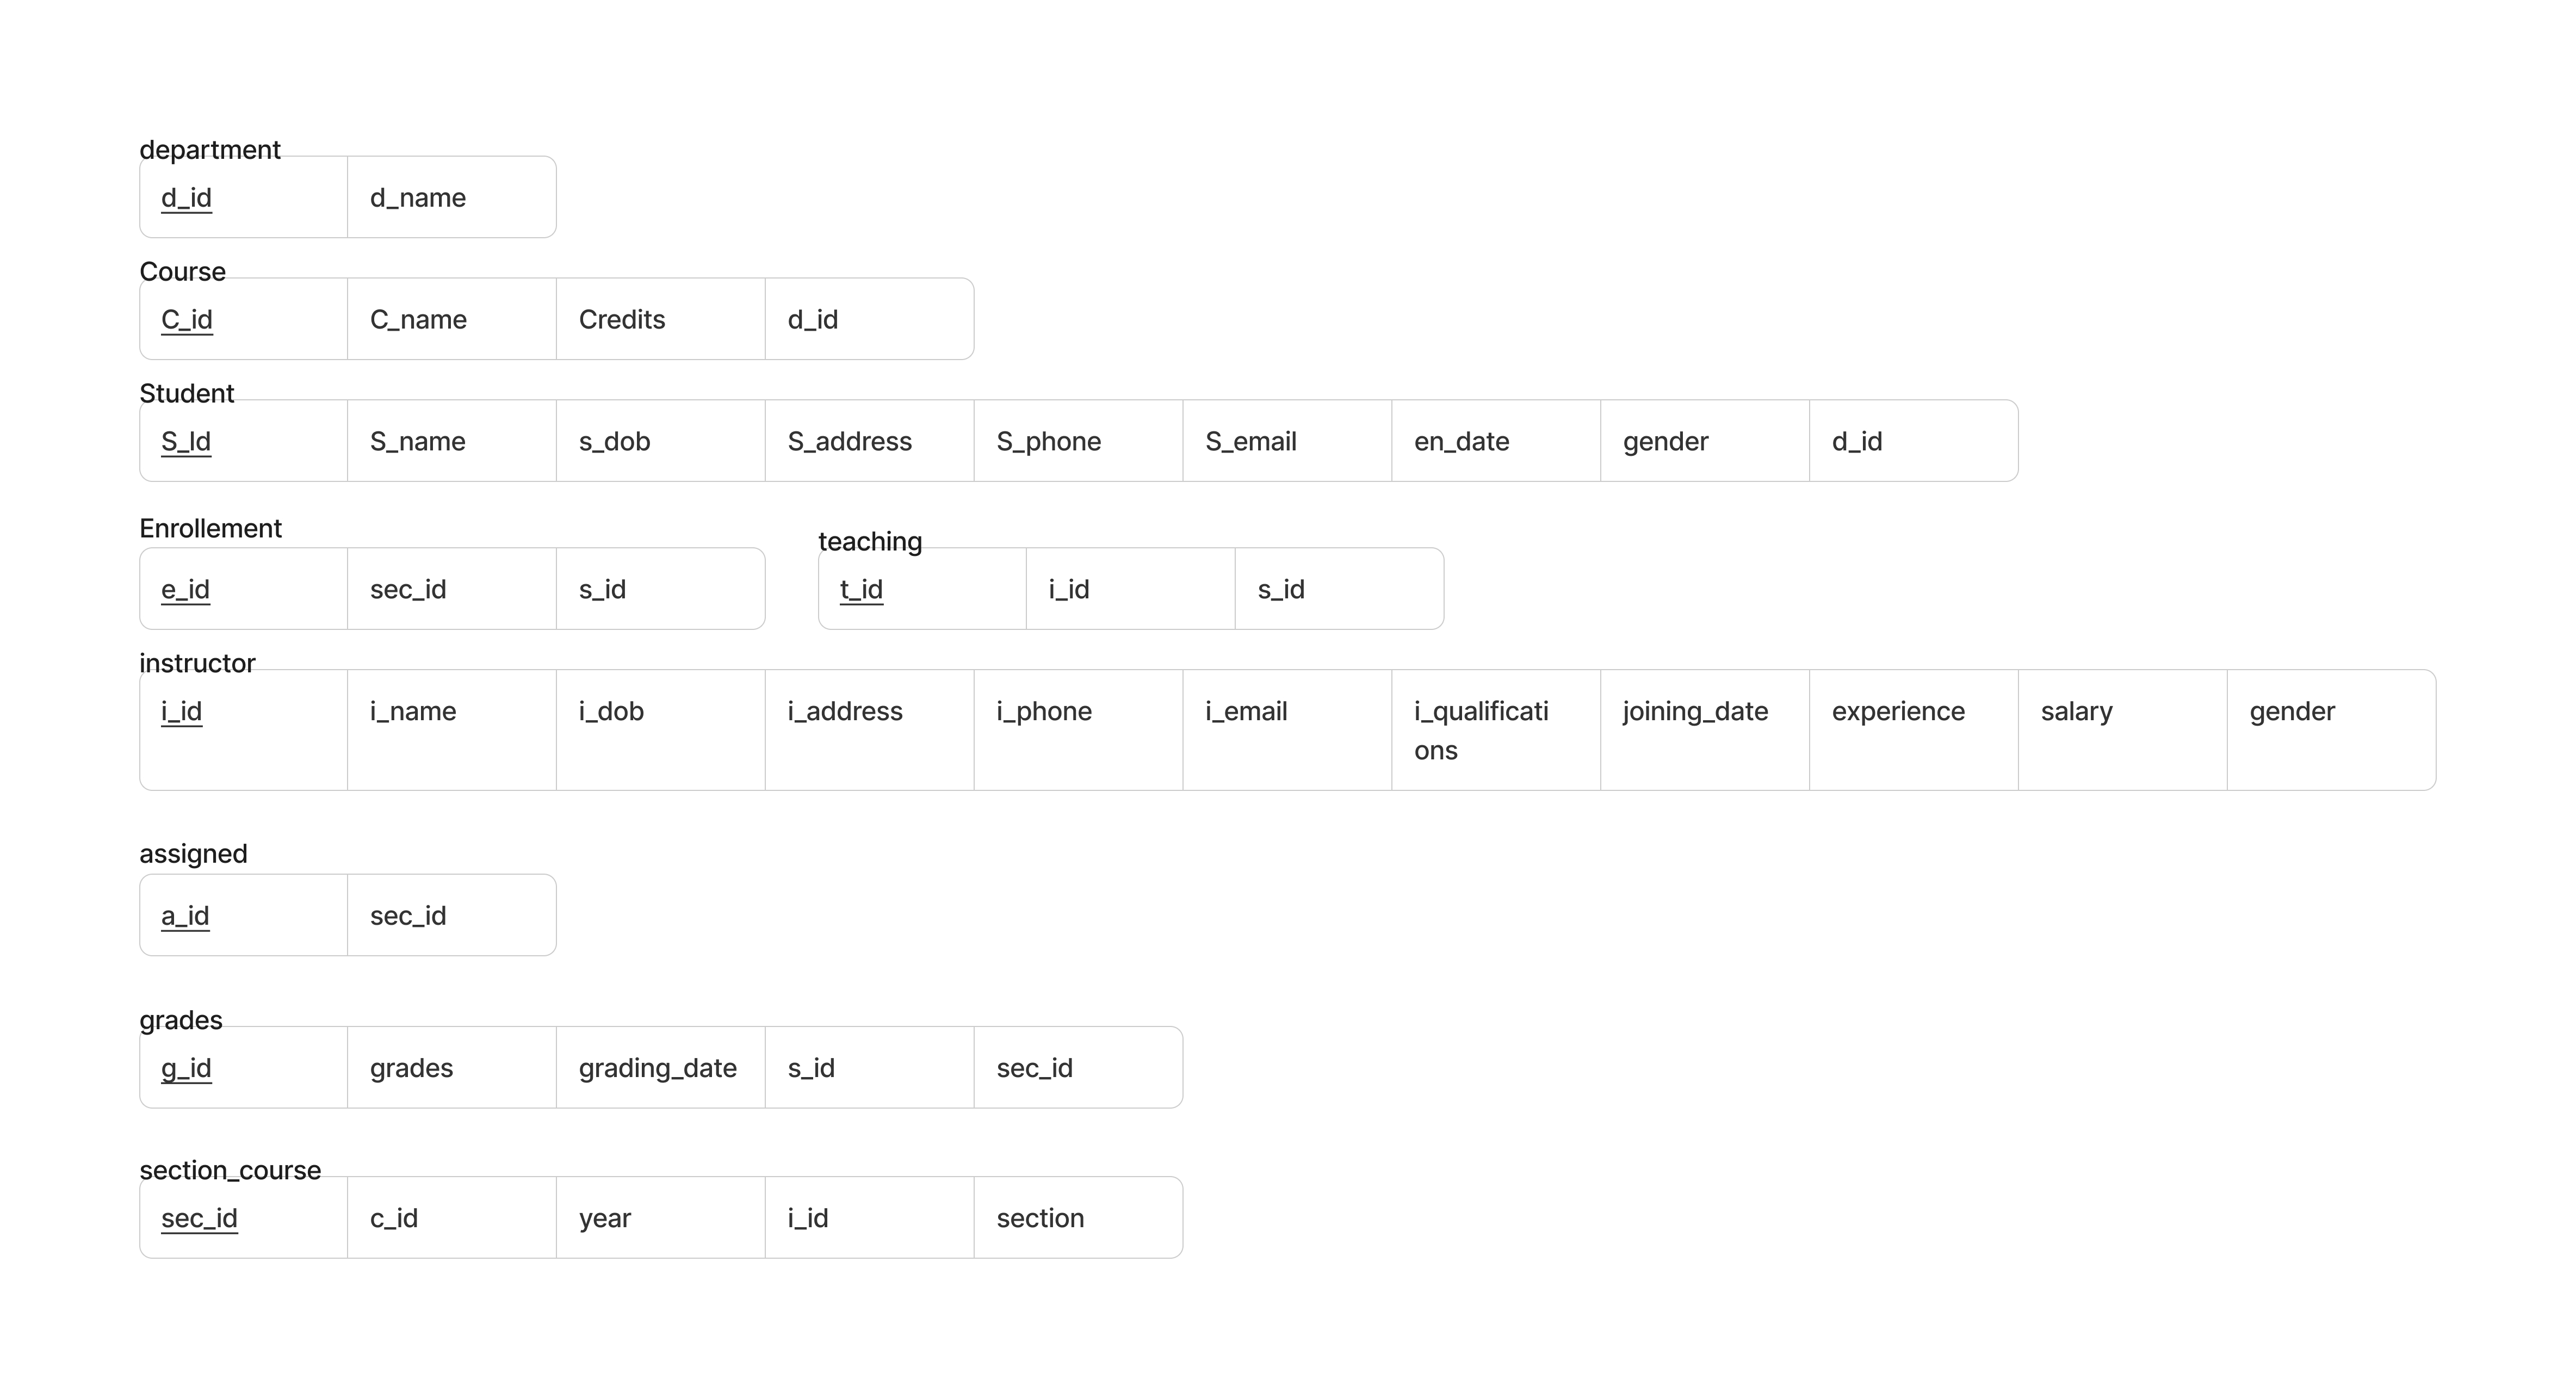 department
d_id d_name
Course
C_id C_name Credits d_id
Student
S_Id S_name s_dob S_address S_phone S_email en_date gender d_id
Enrollement
e_id sec_id s_id
teaching
t_id i_id s_id
instructor
i_id i_name i_dob i_address i_phone i_email i_qualificati joining_date experience salary gender
ons
assigned
a_id sec_id
grades
g_id grades grading_date s_id sec_id
section_course
sec_id c_id year i_id section